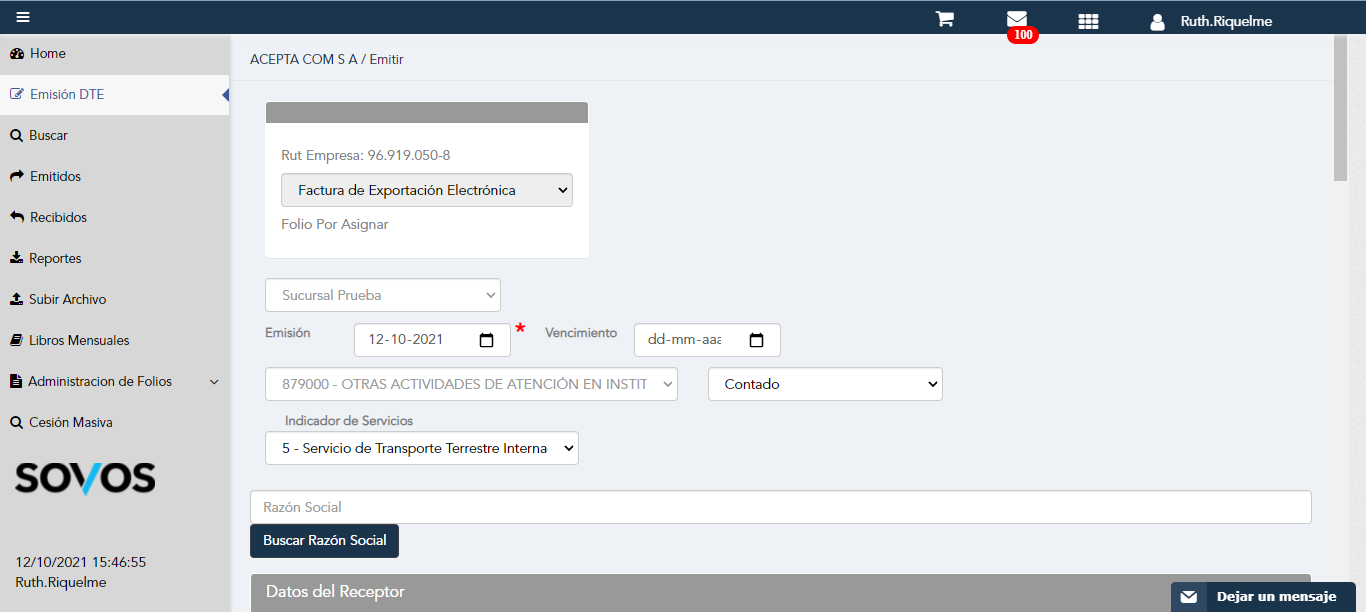 Ruth.Riquelme
100
Home
ACEPTA COM S A / Emitir
Emisión DTE
Buscar
Emitidos
Recibidos
Reportes
Subir Archivo
Libros Mensuales
Administracion de Folios
Cesión Masiva
SOVOS
12/10/2021 15:46:55
Ruth.Riquelme
Rut Empresa: 96.919.050-8
Factura de Exportación Electrónica
Folio Por Asignar
Sucursal Prueba
Emisión 12-10-2021 * Vencimiento dd-mm-aaa
879000 - OTRAS ACTIVIDADES DE ATENCIÓN EN INSTIT Contado
Indicador de Servicios
5 - Servicio de Transporte Terrestre Interna
Razón Social
Buscar Razón Social
Datos del Receptor
Dejar un mensaje